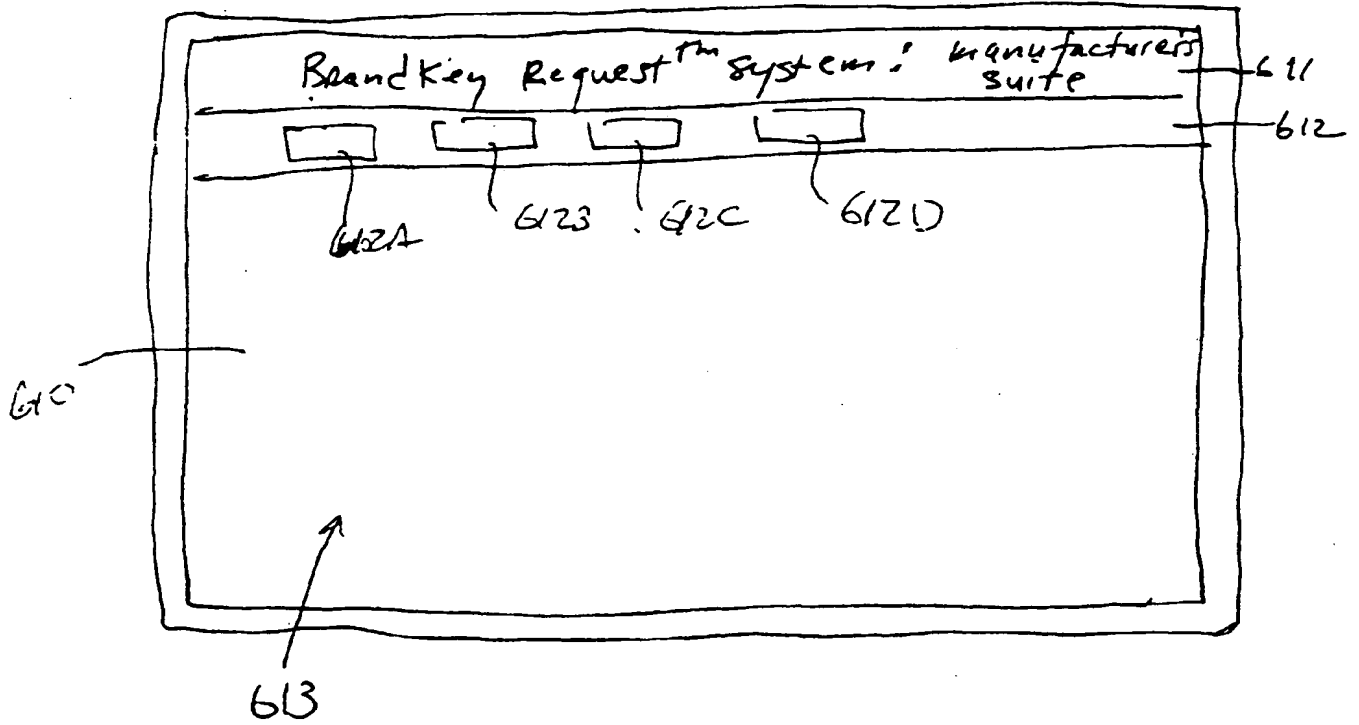 BrandKey Request™ System: Manufacturers
Suite
611
612
612A
612B
612C
612D
610
613